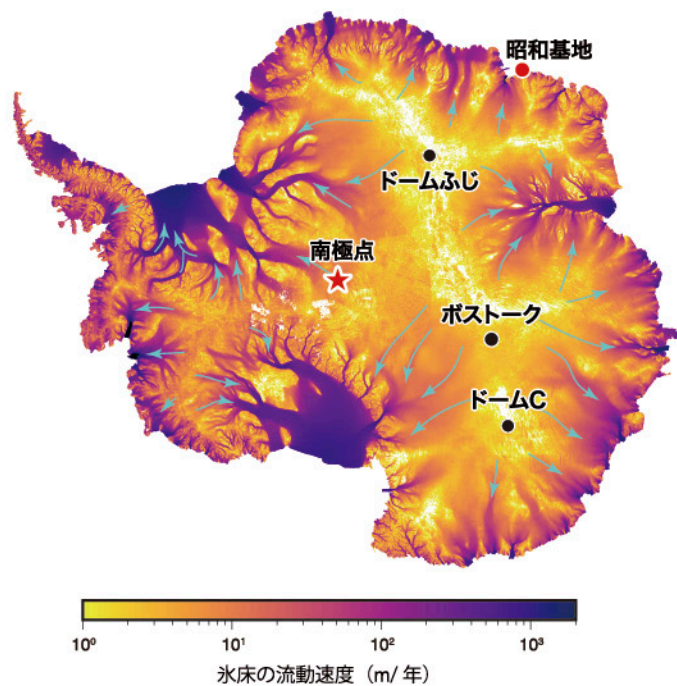 昭和基地
ドームふじ
南極点
ボストーク
ドームC
10⁰
10¹
10²
10³
氷床の流動速度（m/ 年）